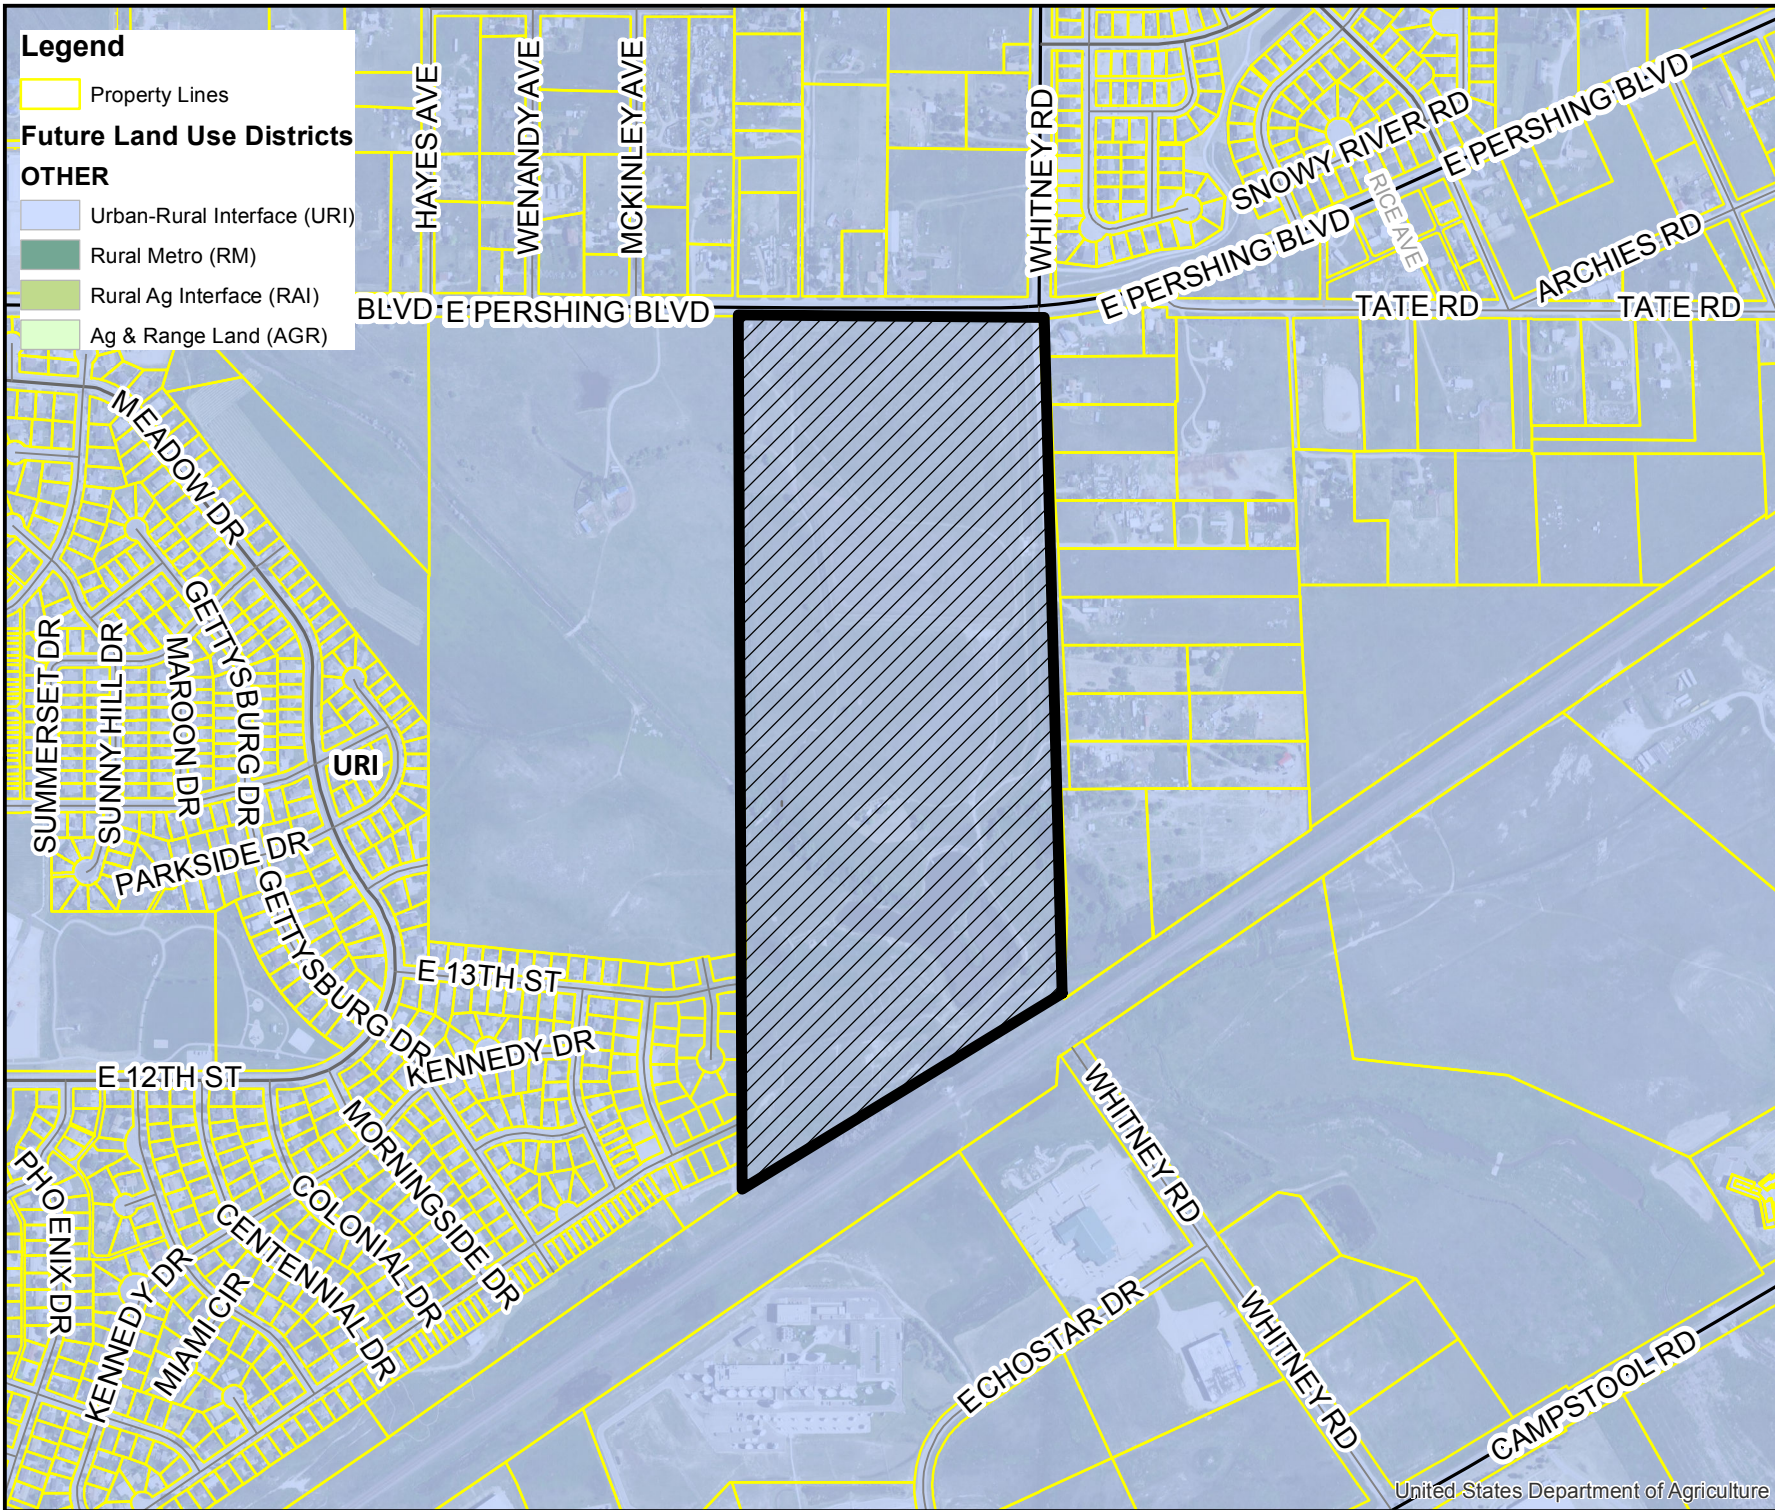 Legend
Property Lines
Future Land Use Districts
OTHER
Urban-Rural Interface (URI)
Rural Metro (RM)
Rural Ag Interface (RAI)
Ag & Range Land (AGR)
HAYES AVE
WENANDY AVE
MCKINLEY AVE
WHITNEY RD
SNOWY RIVER RD
E PERSHING BLVD
RICE AVE
E PERSHING BLVD
ARCHIES RD
BLVD
E PERSHING BLVD
TATE RD
TATE RD
MEADOW DR
GETTYSBURG DR
SUMMERSET DR
SUNNY HILL DR
MAROON DR
URI
PARKSIDE DR
GETTYSBURG DR
E 13TH ST
KENNEDY DR
E 12TH ST
WHITNEY RD
MORNINGSIDE DR
PHOENIX DR
COLONIAL DR
CENTENNIAL DR
KENNEDY DR
MIAMI CIR
ECHOSTAR DR
WHITNEY RD
CAMPSTOOL RD
United States Department of Agriculture